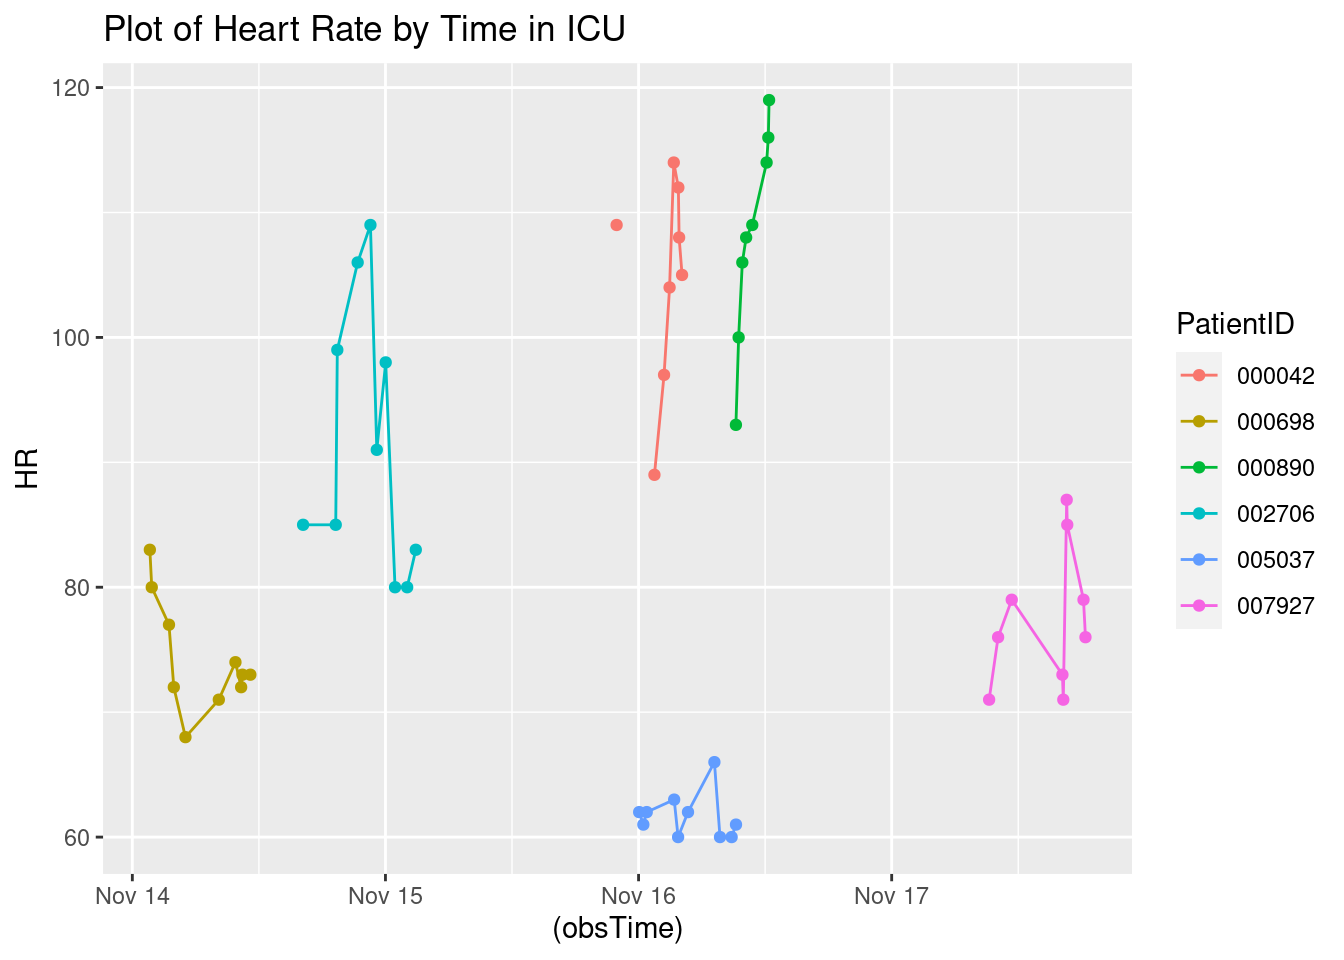 Plot of Heart Rate by Time in ICU
120
100
80
60
HR
Nov 14
Nov 15
Nov 16
Nov 17
(obsTime)
PatientID
000042
000698
000890
002706
005037
007927